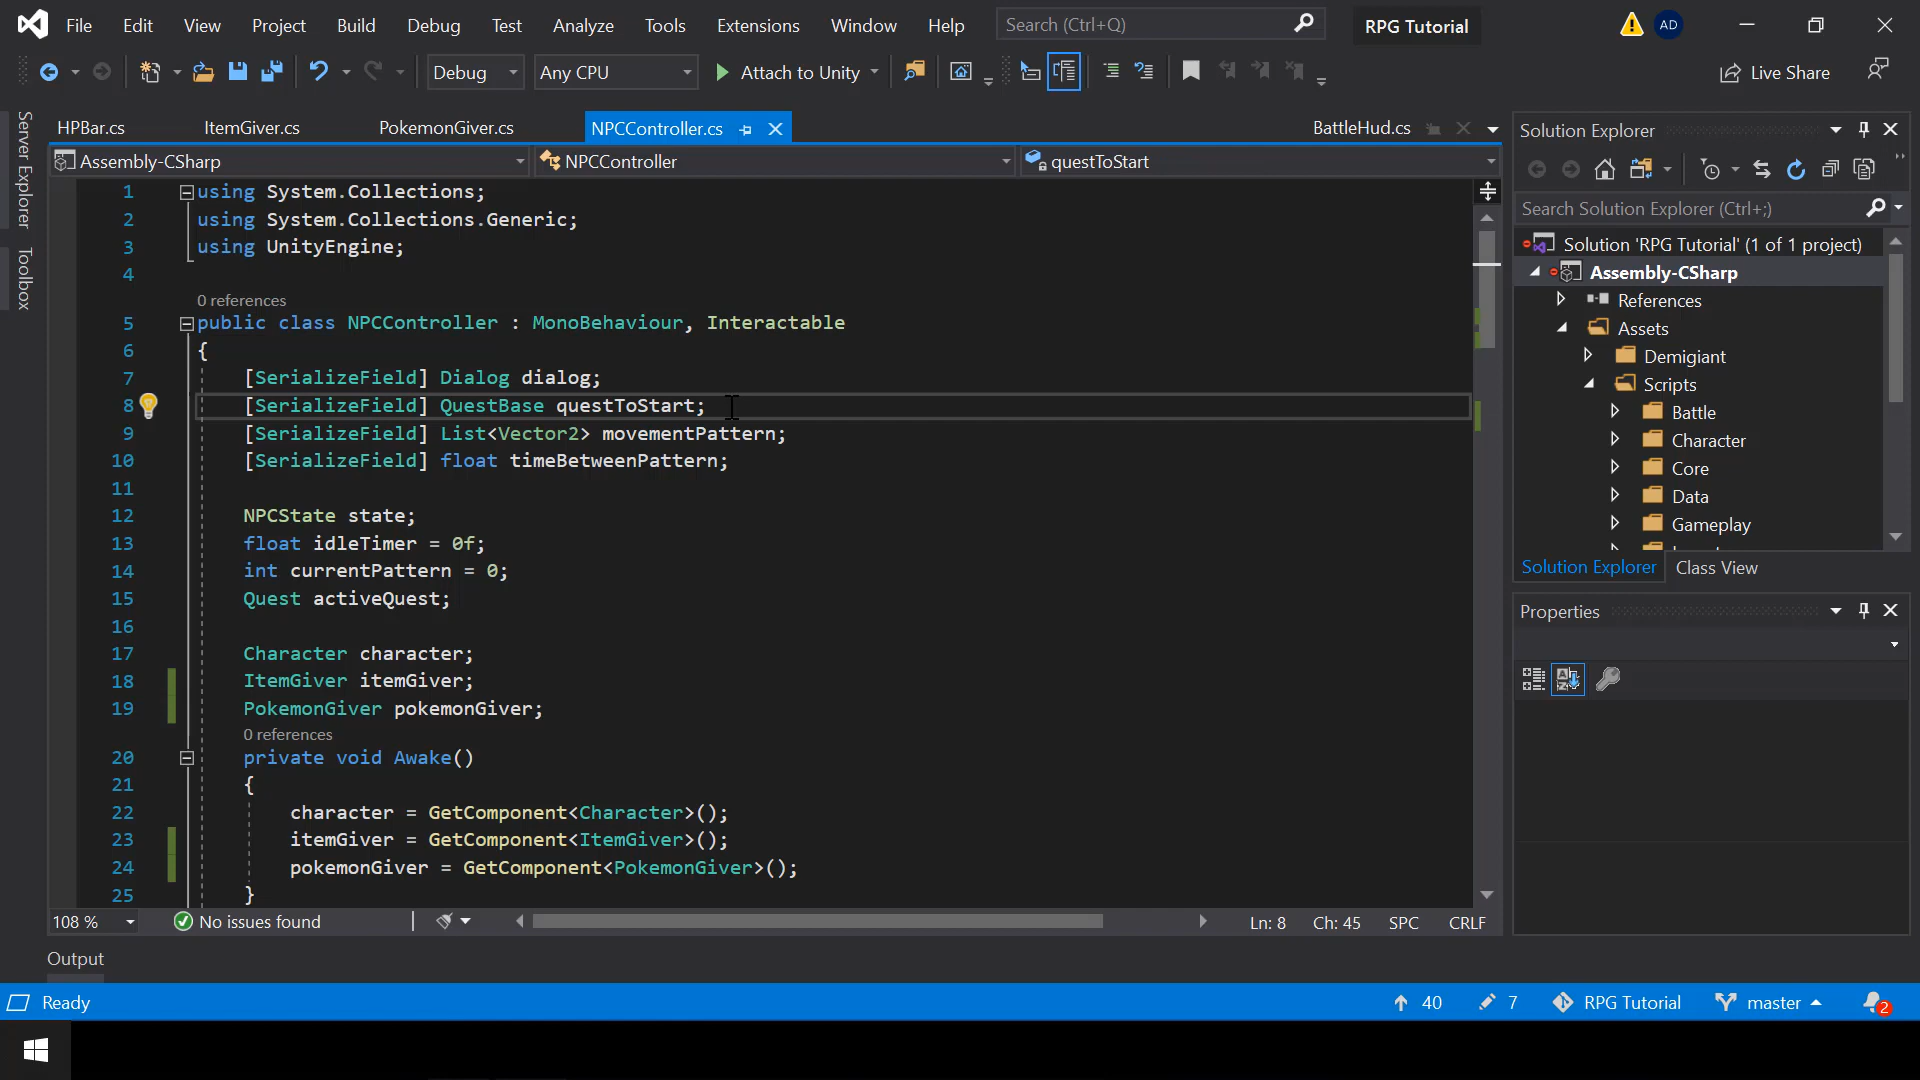 File Edit View Project Build Debug Test Analyze Tools Extensions Window Help Search (Ctrl+Q) RPG Tutorial AD
Debug Any CPU Attach to Unity Live Share
Server Explorer
Toolbox
HPBar.cs ItemGiver.cs PokemonGiver.cs NPCController.cs BattleHud.cs
Assembly-CSharp NPCController questToStart
1 using System.Collections;
2 using System.Collections.Generic;
3 using UnityEngine;
4
0 references
5 public class NPCController : MonoBehaviour, Interactable
6 {
7 [SerializeField] Dialog dialog;
8 [SerializeField] QuestBase questToStart;
9 [SerializeField] List<Vector2> movementPattern;
10 [SerializeField] float timeBetweenPattern;
11
12 NPCState state;
13 float idleTimer = 0f;
14 int currentPattern = 0;
15 Quest activeQuest;
16
17 Character character;
18 ItemGiver itemGiver;
19 PokemonGiver pokemonGiver;
0 references
20 private void Awake()
21 {
22 character = GetComponent<Character>();
23 itemGiver = GetComponent<ItemGiver>();
24 pokemonGiver = GetComponent<PokemonGiver>();
25 }
108 % No issues found Ln: 8 Ch: 45 SPC CRLF
Output
Solution Explorer
Search Solution Explorer (Ctrl+;)
Solution 'RPG Tutorial' (1 of 1 project)
Assembly-CSharp
References
Assets
Demigiant
Scripts
Battle
Character
Core
Data
Gameplay
Solution Explorer Class View
Properties
Ready 40 7 RPG Tutorial master 2